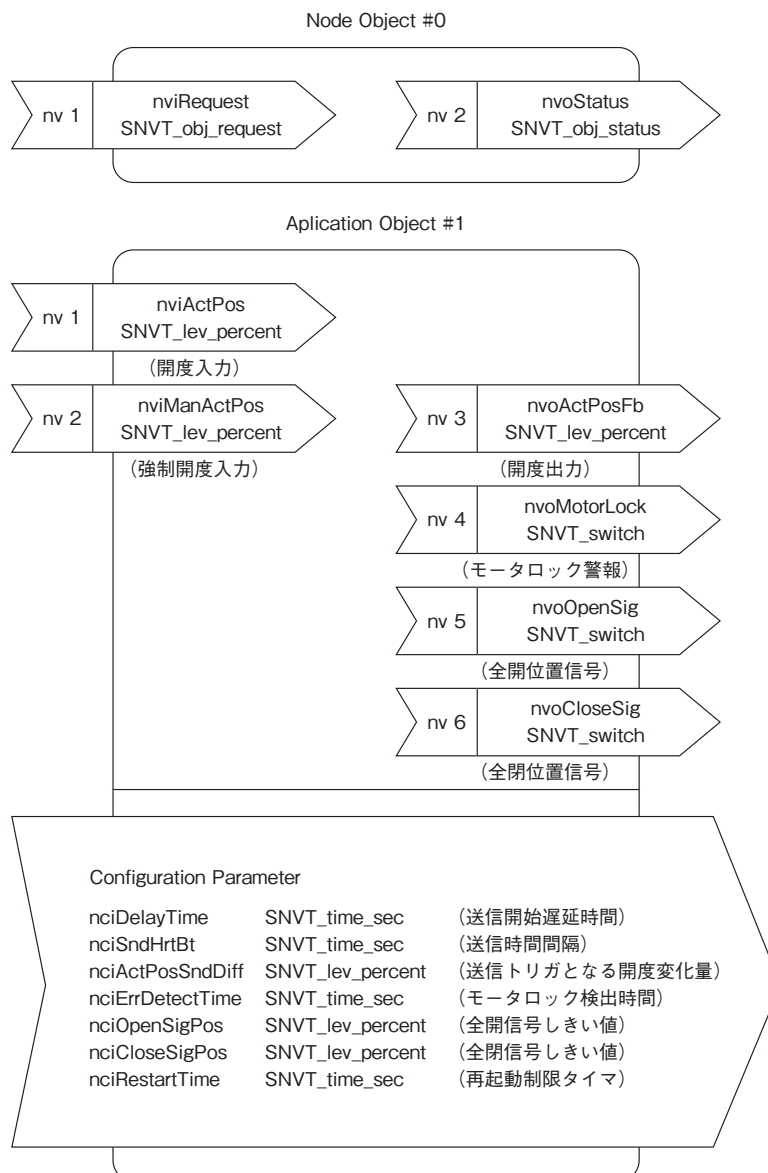 Node Object #0
nv 1
nviRequest
SNVT_obj_request
nv 2
nvoStatus
SNVT_obj_status
Aplication Object #1
nv 1
nviActPos
SNVT_lev_percent
（開度入力）
nv 2
nviManActPos
SNVT_lev_percent
（強制開度入力）
nv 3
nvoActPosFb
SNVT_lev_percent
（開度出力）
nv 4
nvoMotorLock
SNVT_switch
（モータロック警報）
nv 5
nvoOpenSig
SNVT_switch
（全開位置信号）
nv 6
nvoCloseSig
SNVT_switch
（全閉位置信号）
Configuration Parameter
nciDelayTime SNVT_time_sec （送信開始遅延時間）
nciSndHrtBt SNVT_time_sec （送信時間間隔）
nciActPosSndDiff SNVT_lev_percent （送信トリガとなる開度変化量）
nciErrDetectTime SNVT_time_sec （モータロック検出時間）
nciOpenSigPos SNVT_lev_percent （全開信号しきい値）
nciCloseSigPos SNVT_lev_percent （全閉信号しきい値）
nciRestartTime SNVT_time_sec （再起動制限タイマ）